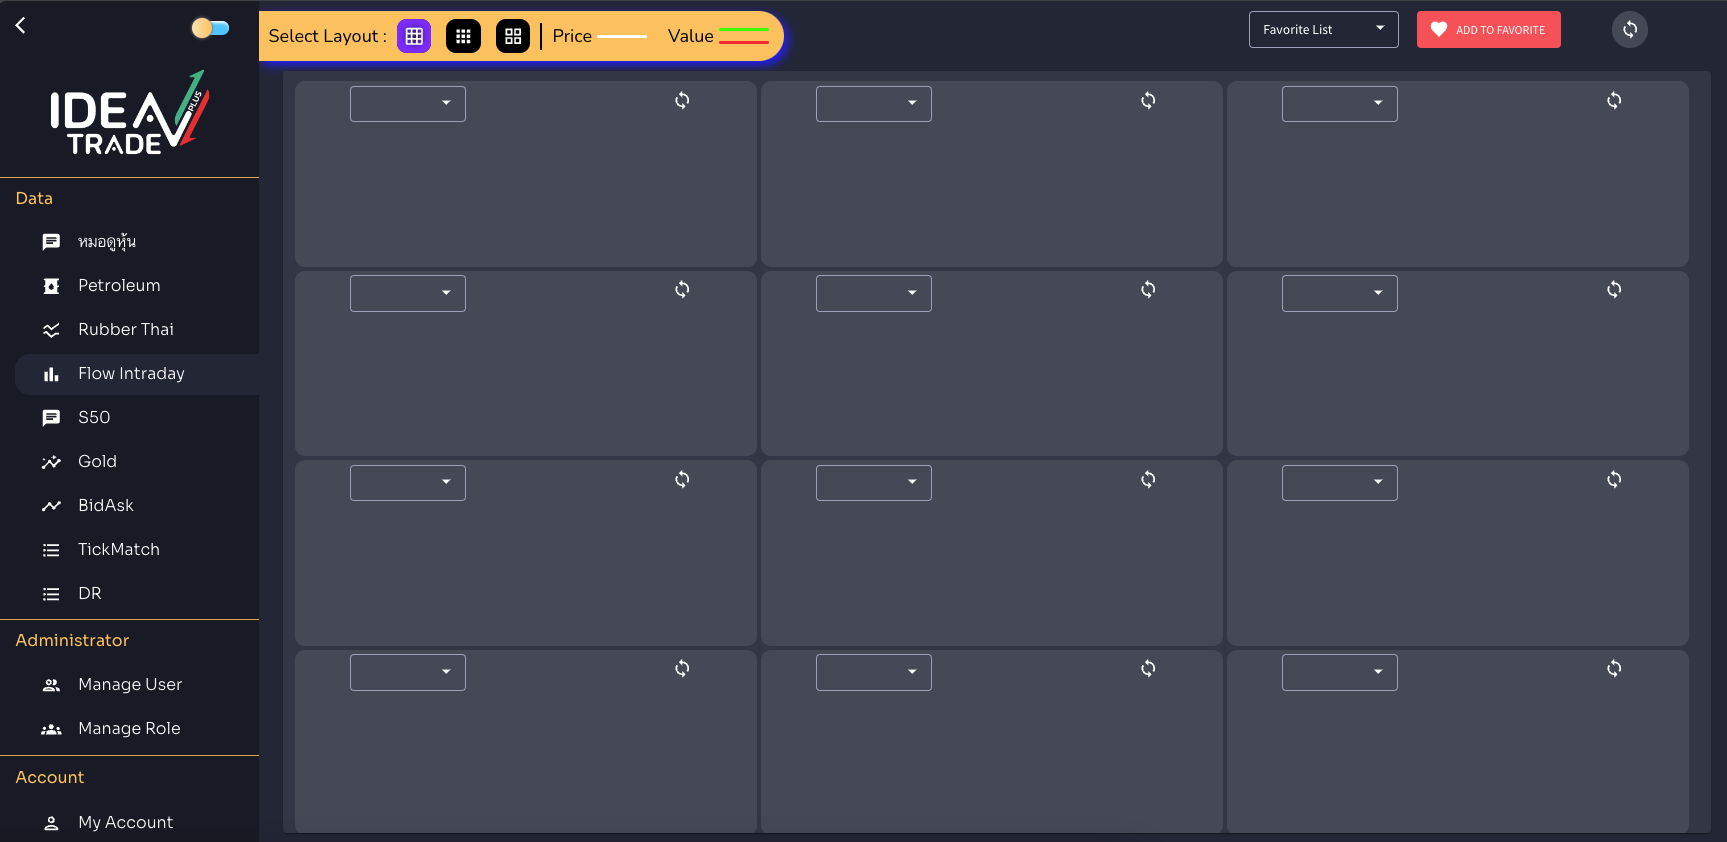 Select Layout :
Price
Value
Favorite List
ADD TO FAVORITE
IDEA
TRADE
PLUS
Data
หมอดูหุ้น
Petroleum
Rubber Thai
Flow Intraday
S50
Gold
BidAsk
TickMatch
DR
Administrator
Manage User
Manage Role
Account
My Account